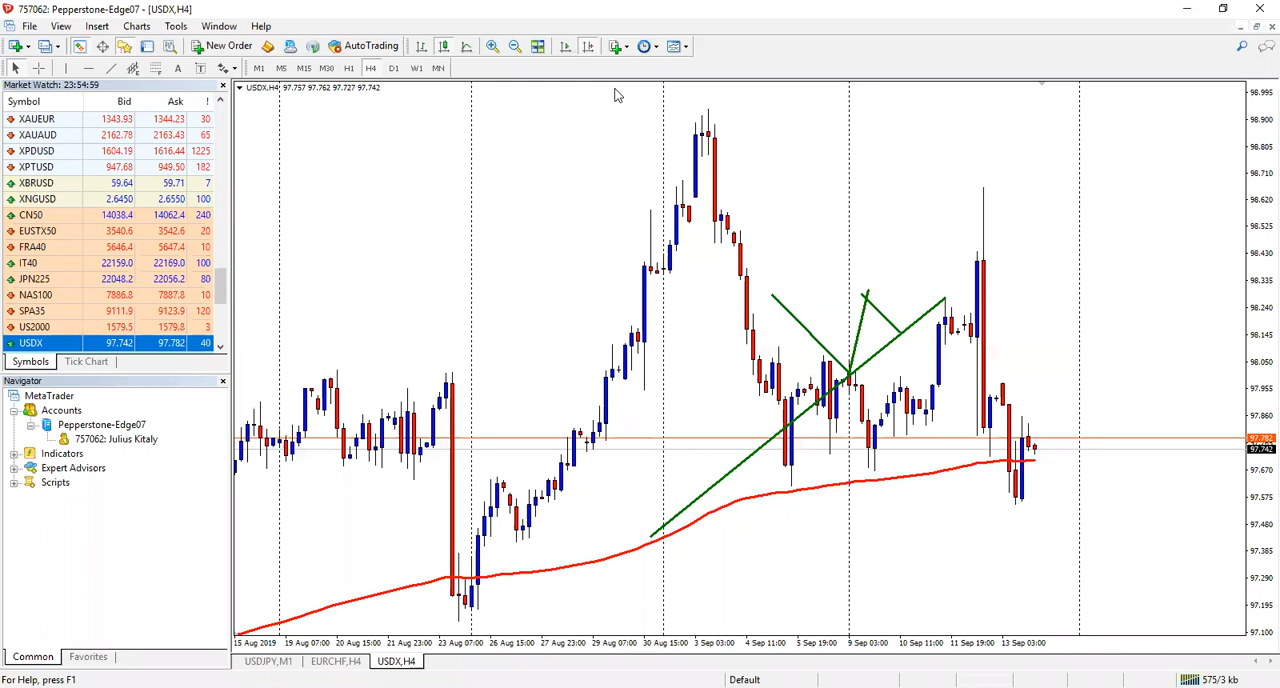 757062: Pepperstone-Edge07 - [USDX,H4]
File View Insert Charts Tools Window Help
New Order AutoTrading
A T M1 M5 M15 M30 H1 H4 D1 W1 MN
Market Watch: 23:54:59
Symbol Bid Ask !
XAUEUR 1343.93 1344.23 30
XAUAUD 2162.78 2163.43 65
XPDUSD 1604.19 1616.44 1225
XPTUSD 947.68 949.50 182
XBRUSD 59.64 59.71 7
XNGUSD 2.6450 2.6550 100
CN50 14038.4 14062.4 240
EUSTX50 3540.6 3542.6 20
FRA40 5646.4 5647.4 10
IT40 22159.0 22169.0 100
JPN225 22048.2 22056.2 80
NAS100 7886.8 7887.8 10
SPA35 9111.9 9123.9 120
US2000 1579.5 1579.8 3
USDX 97.742 97.782 40
Symbols Tick Chart
Navigator
MetaTrader
Accounts
Pepperstone-Edge07
757062: Julius Kitaly
Indicators
Expert Advisors
Scripts
Common Favorites
USDX,H4 97.757 97.762 97.727 97.742
98.995
98.900
98.805
98.710
98.620
98.525
98.430
98.335
98.240
98.145
98.050
97.955
97.860
97.782
97.742
97.670
97.575
97.480
97.385
97.290
97.195
97.100
15 Aug 2019 19 Aug 07:00 20 Aug 15:00 21 Aug 23:00 23 Aug 07:00 26 Aug 15:00 27 Aug 23:00 29 Aug 07:00 30 Aug 15:00 3 Sep 03:00 4 Sep 11:00 5 Sep 19:00 9 Sep 03:00 10 Sep 11:00 11 Sep 19:00 13 Sep 03:00
USDJPY,M1 EURCHF,H4 USDX,H4
For Help, press F1 Default 575/3 kb